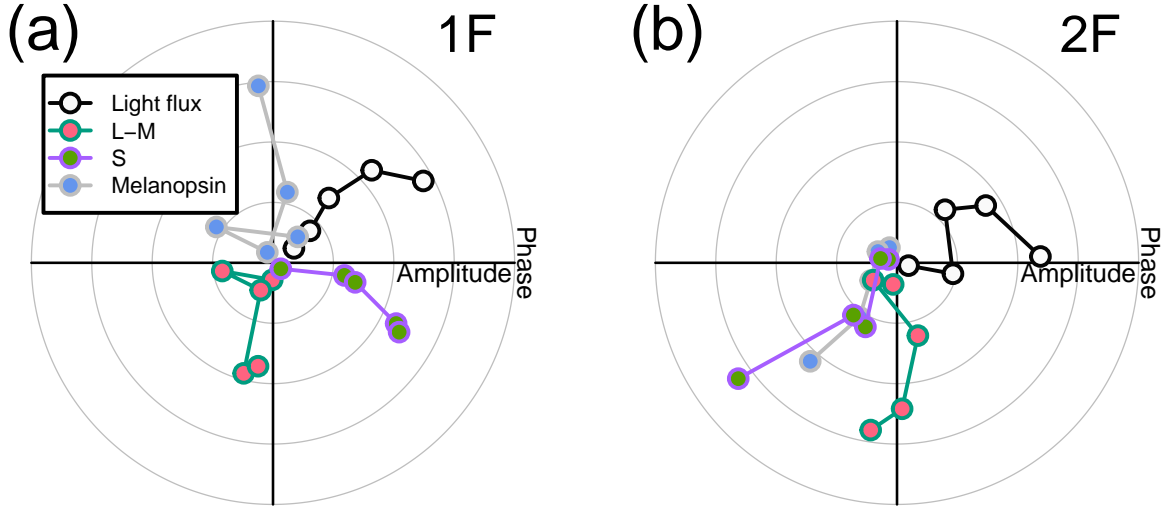 (a)
1F
Light flux
L−M
S
Melanopsin
Amplitude
Phase
(b)
2F
Amplitude
Phase